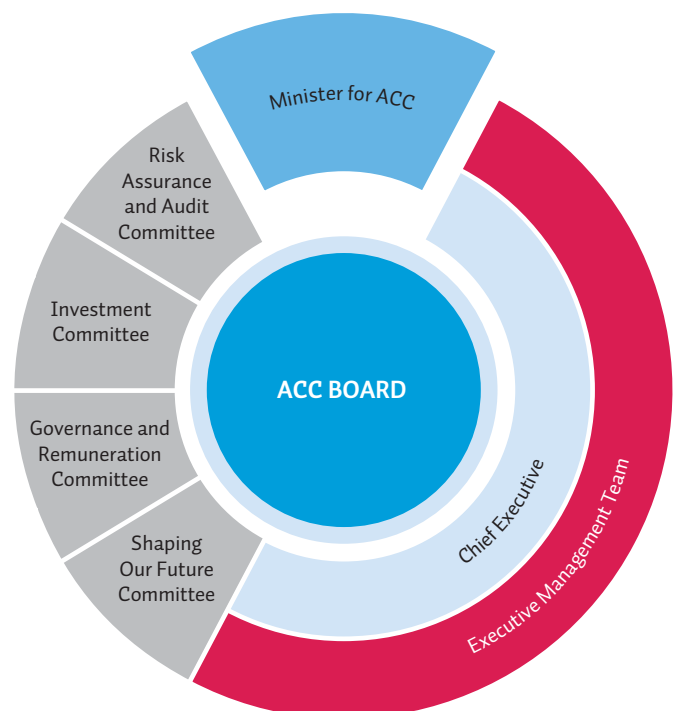 Minister for ACC
Risk
Assurance
and Audit
Committee
Investment
Committee
Governance and
Remuneration
Committee
Shaping
Our Future
Committee
ACC BOARD
Chief Executive
Executive Management Team